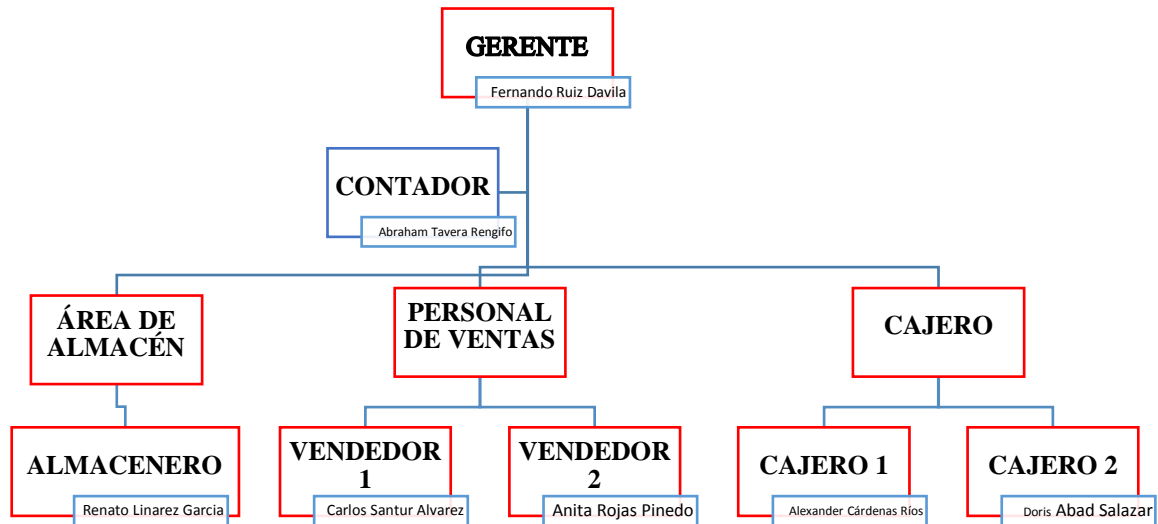 GERENTE
Fernando Ruiz Davila
CONTADOR
Abraham Tavera Rengifo
ÁREA DE
ALMACÉN
PERSONAL
DE VENTAS
CAJERO
ALMACENERO
Renato Linarez Garcia
VENDEDOR
1
Carlos Santur Alvarez
VENDEDOR
2
Anita Rojas Pinedo
CAJERO 1
Alexander Cárdenas Ríos
CAJERO 2
Doris Abad Salazar